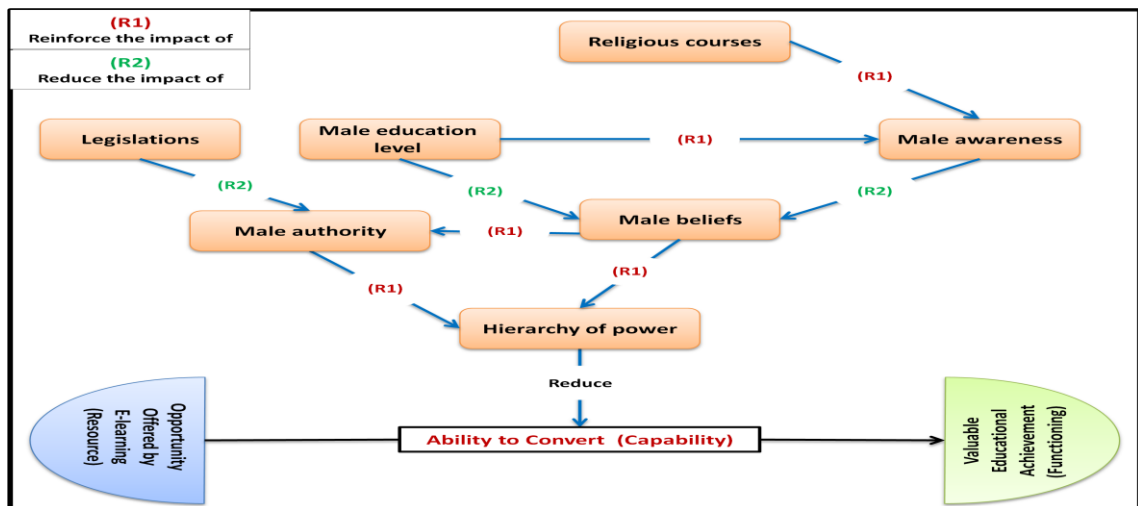 (R1)
Reinforce the impact of
(R2)
Reduce the impact of
Religious courses
(R1)
Legislations
Male education
level
(R1)
Male awareness
(R2)
(R2)
(R2)
Male authority
(R1)
Male beliefs
(R1)
(R1)
Hierarchy of power
Reduce
Opportunity
Offered by
E-learning
(Resource)
Ability to Convert (Capability)
Valuable
Educational
Achievement
(Functioning)